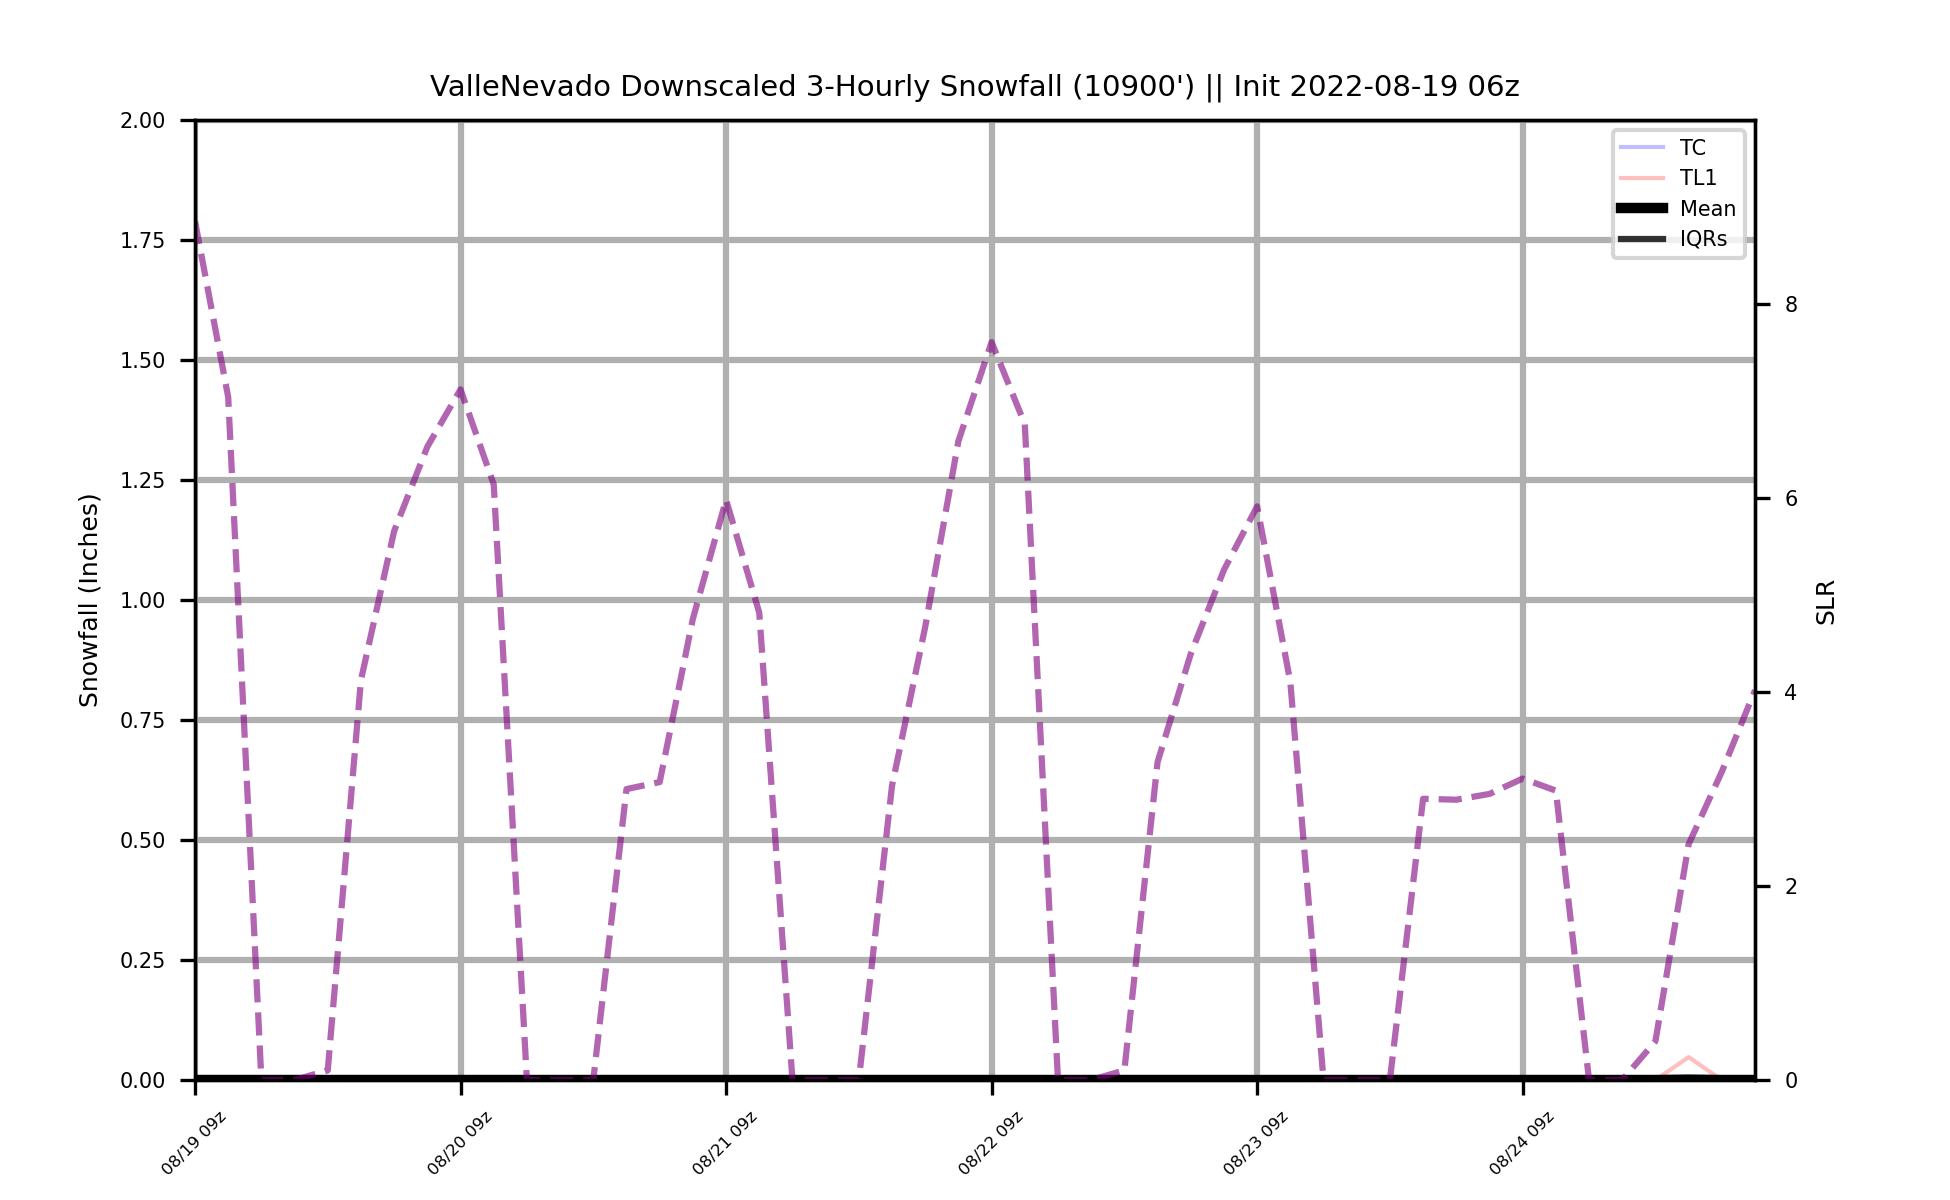 ValleNevado Downscaled 3-Hourly Snowfall (10900') || Init 2022-08-19 06z
2.00
1.75
1.50
1.25
1.00
0.75
0.50
0.25
0.00
Snowfall (Inches)
TC
TL1
Mean
IQRs
8
6
4
2
0
SLR
08/19 09z
08/20 09z
08/21 09z
08/22 09z
08/23 09z
08/24 09z